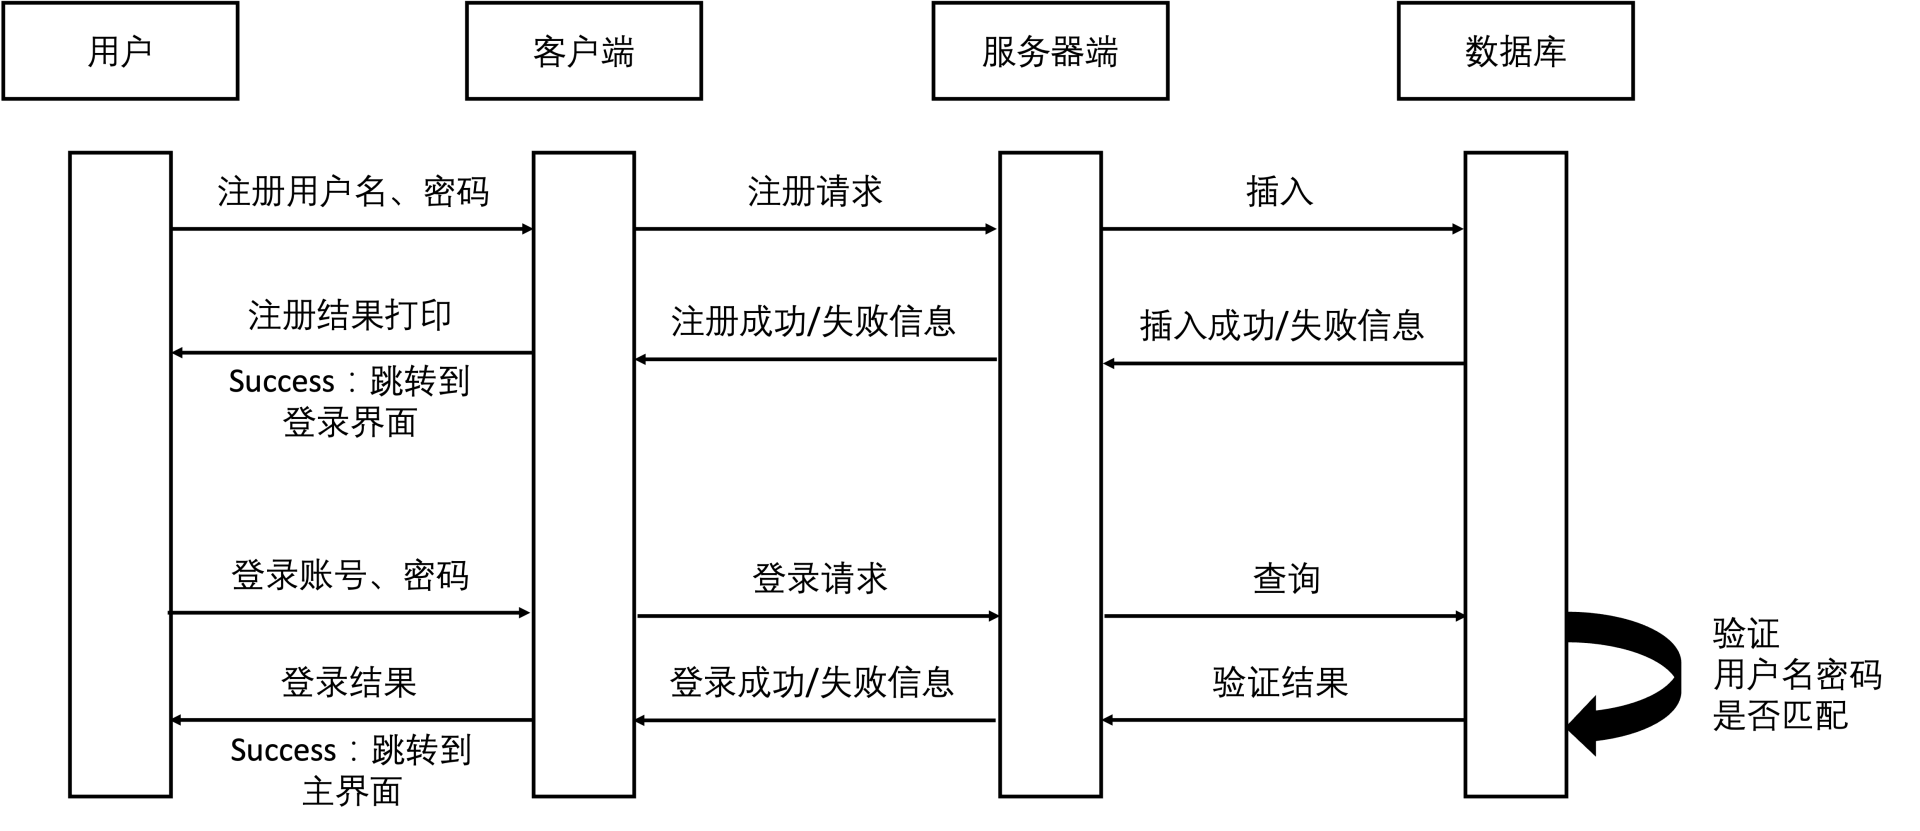 用户
客户端
服务器端
数据库
注册用户名、密码
注册请求
插入
注册结果打印
注册成功/失败信息
插入成功/失败信息
Success：跳转到
登录界面
登录账号、密码
登录请求
查询
验证
用户名密码
是否匹配
登录结果
登录成功/失败信息
验证结果
Success：跳转到
主界面